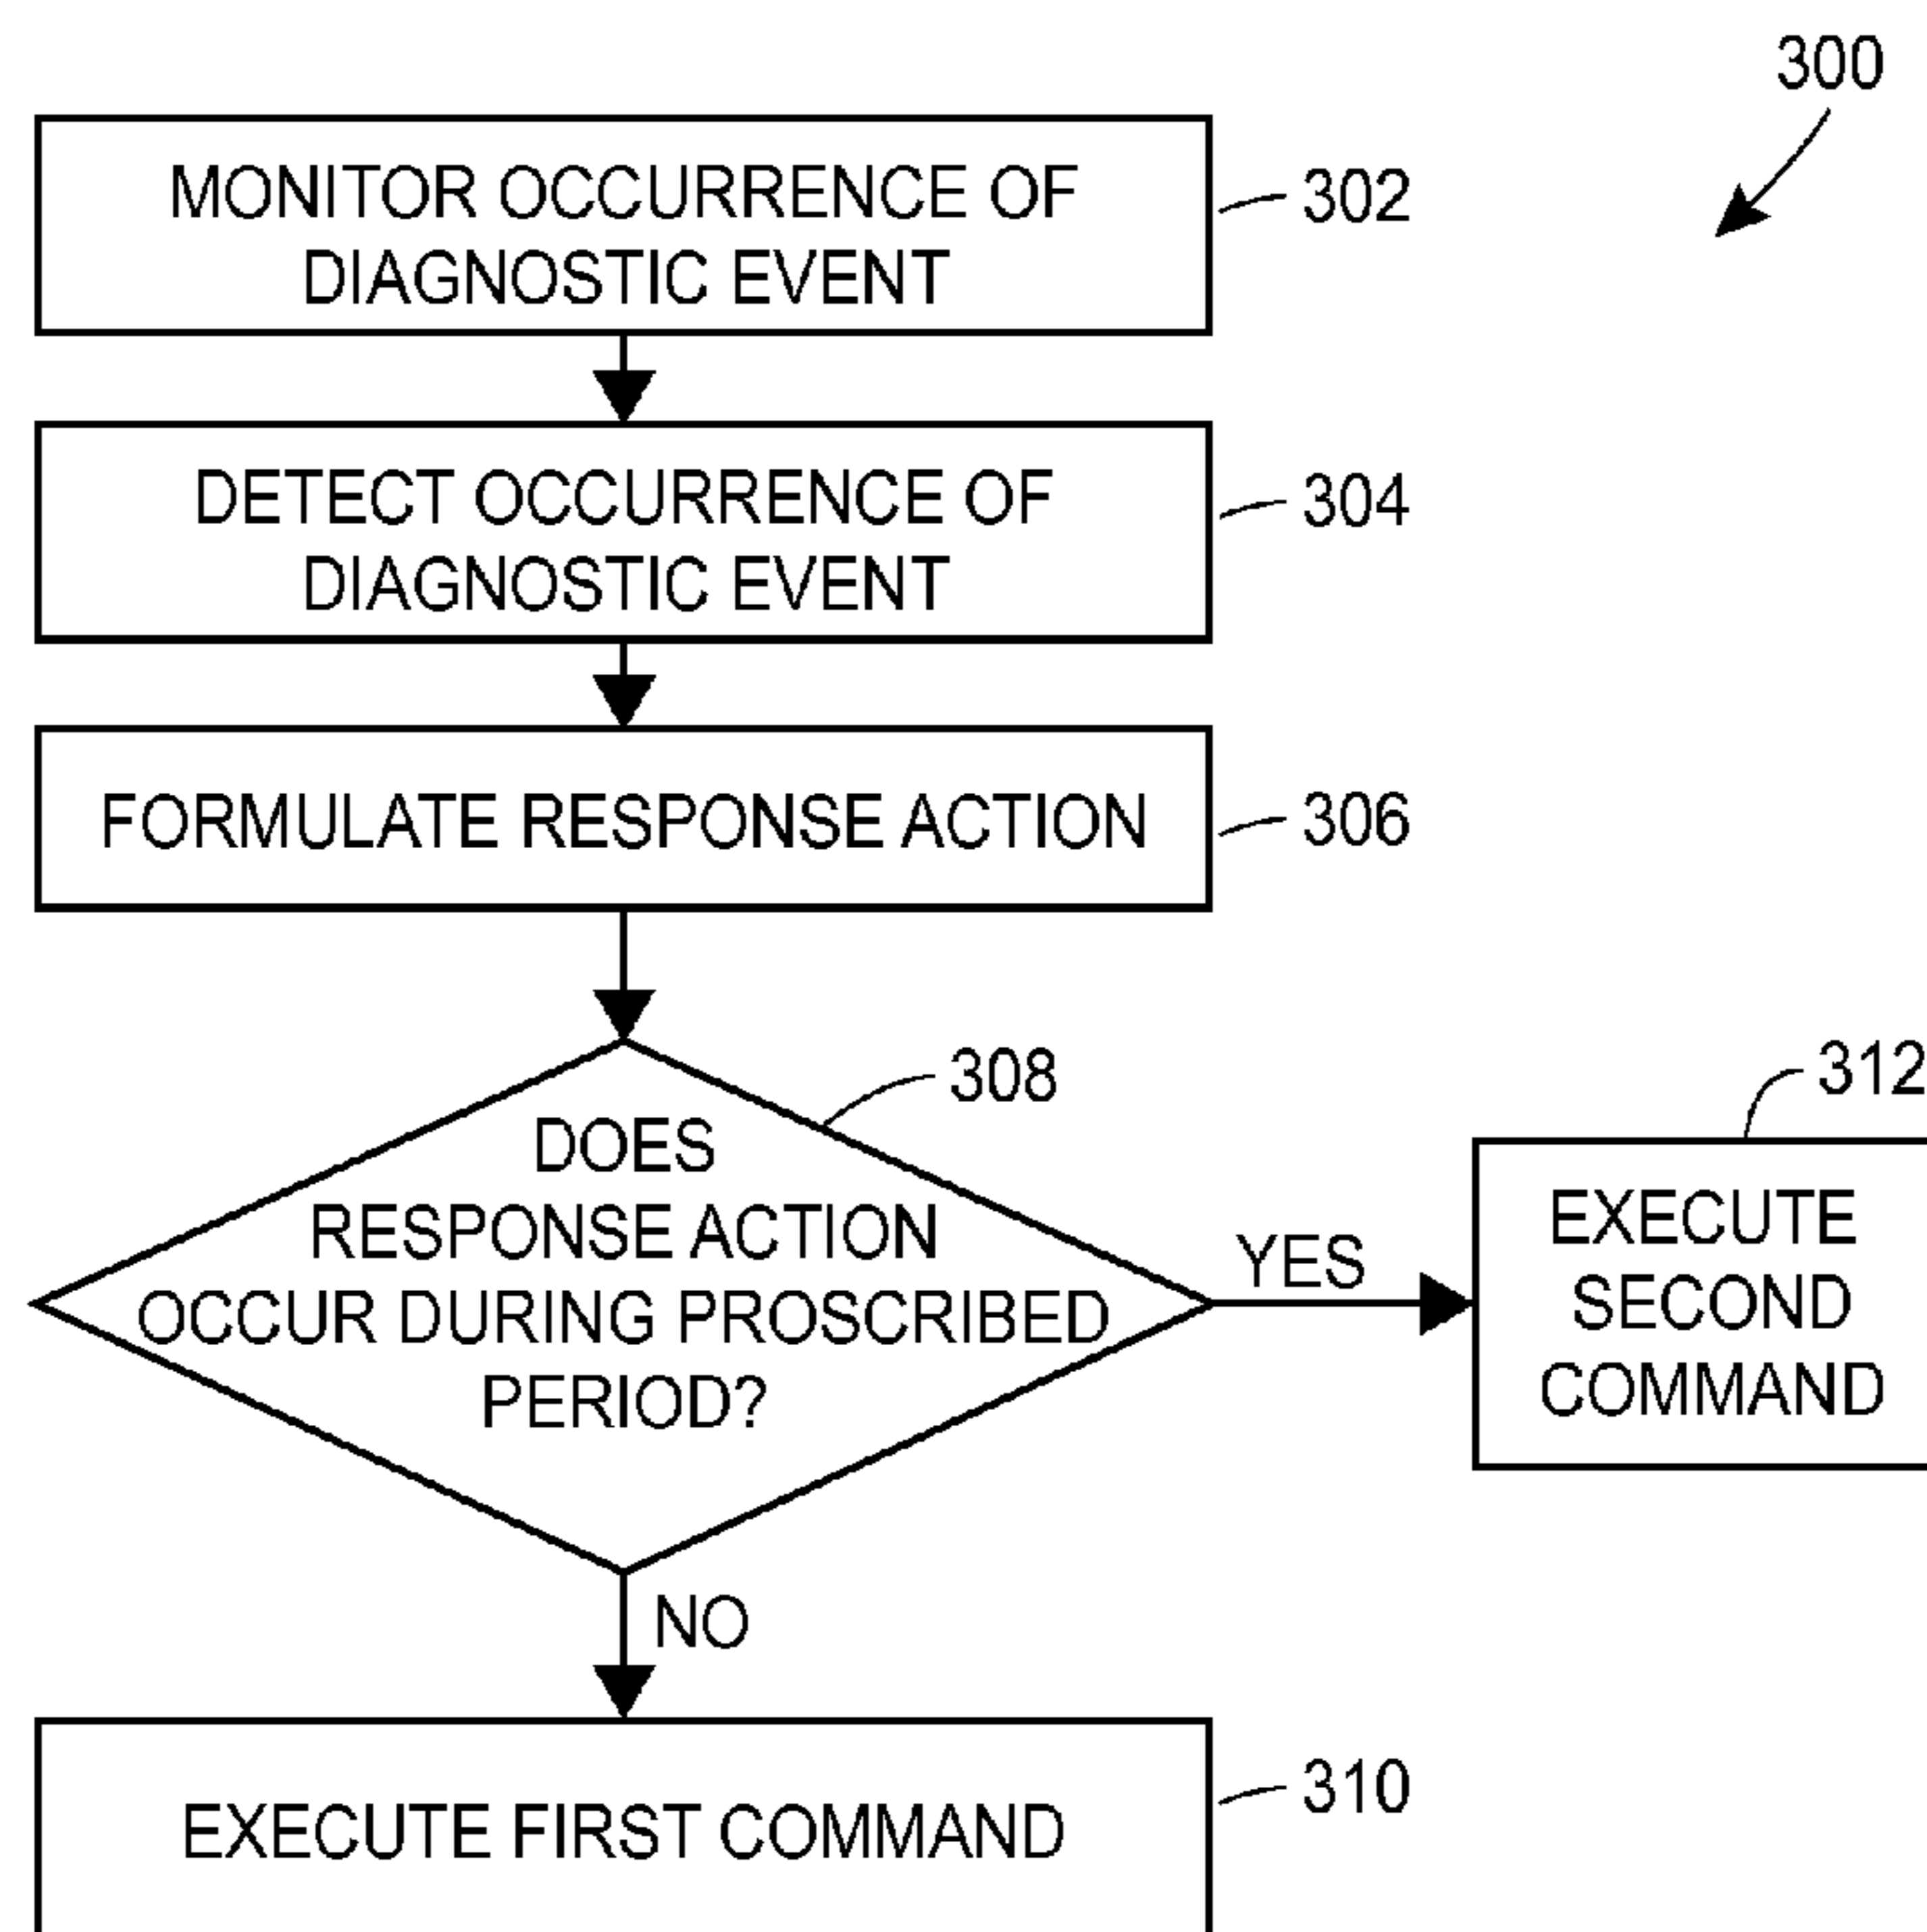 300
MONITOR OCCURRENCE OF
DIAGNOSTIC EVENT
302
DETECT OCCURRENCE OF
DIAGNOSTIC EVENT
304
FORMULATE RESPONSE ACTION
306
308
DOES
RESPONSE ACTION
OCCUR DURING PROSCRIBED
PERIOD?
YES
312
EXECUTE
SECOND
COMMAND
NO
EXECUTE FIRST COMMAND
310